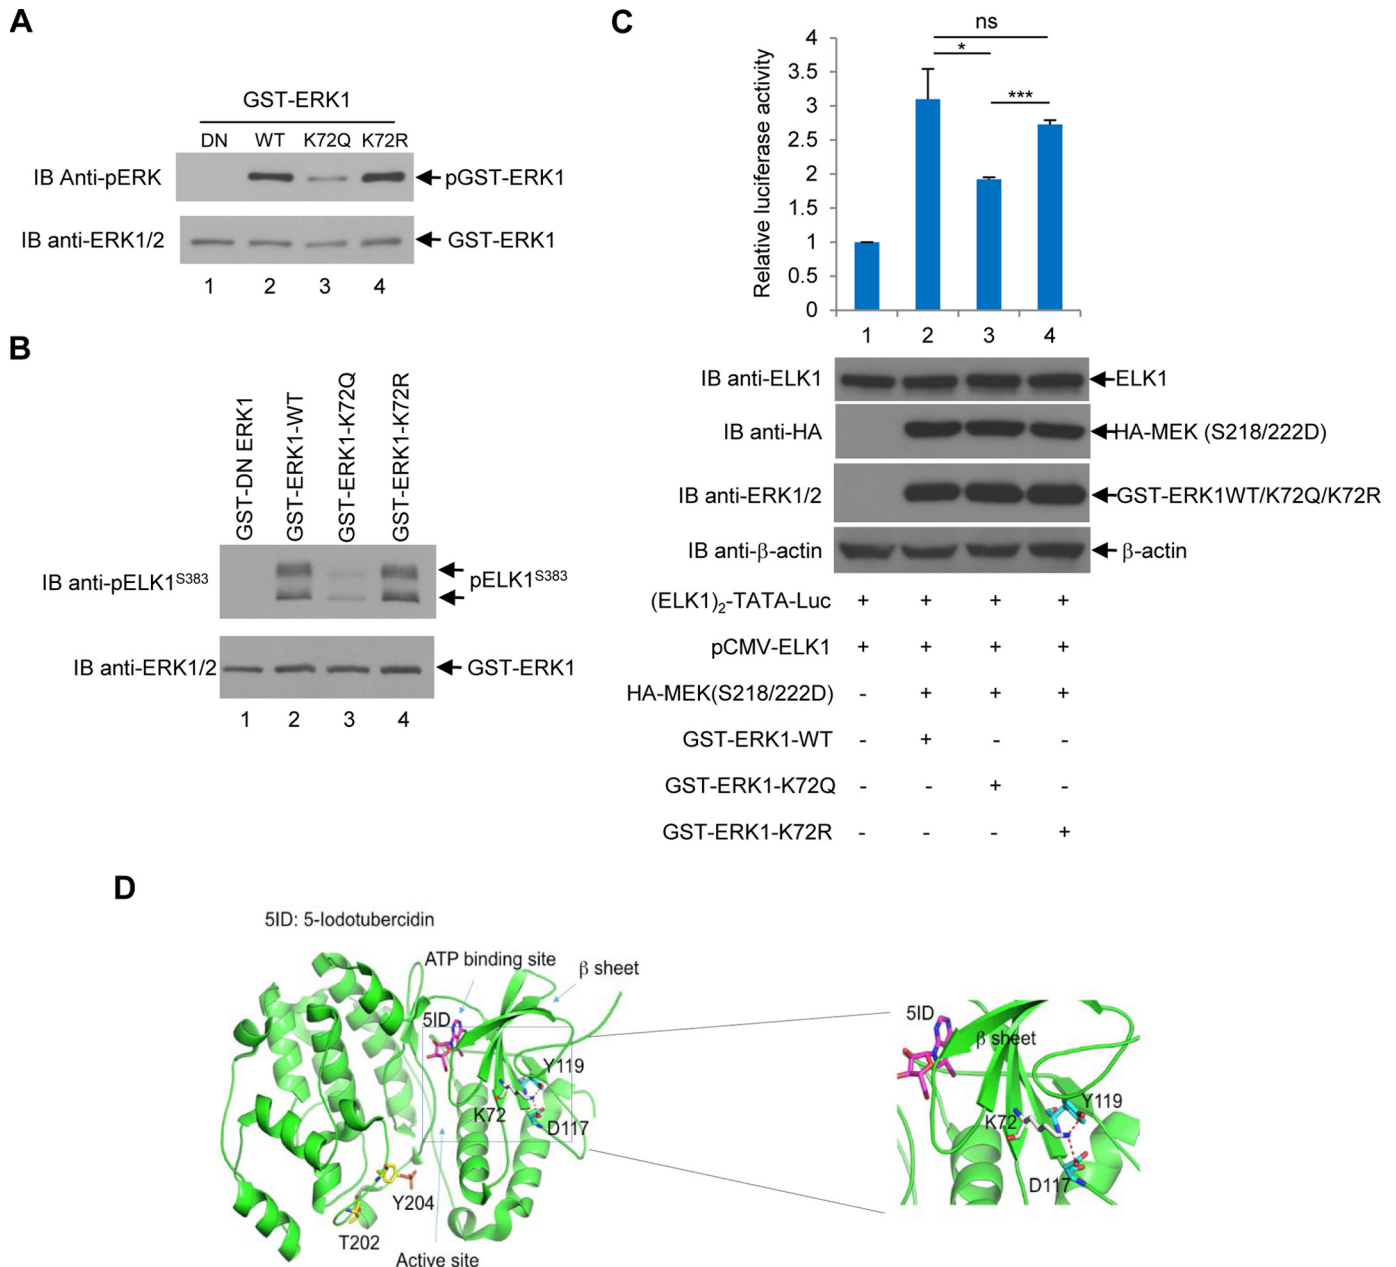 A
GST-ERK1
DN WT K72Q K72R
IB Anti-pERK pGST-ERK1
IB anti-ERK1/2 GST-ERK1
1 2 3 4
B
GST-DN ERK1
GST-ERK1-WT
GST-ERK1-K72Q
GST-ERK1-K72R
IB anti-pELK1S383 pELK1S383
IB anti-ERK1/2 GST-ERK1
1 2 3 4
C
Relative luciferase activity
4
3.5
3
2.5
2
1.5
1
0.5
0
ns
*
***
1 2 3 4
IB anti-ELK1 ELK1
IB anti-HA HA-MEK (S218/222D)
IB anti-ERK1/2 GST-ERK1WT/K72Q/K72R
IB anti-β-actin β-actin
(ELK1)2-TATA-Luc + + + +
pCMV-ELK1 + + + +
HA-MEK(S218/222D) - + + +
GST-ERK1-WT - + - -
GST-ERK1-K72Q - - + -
GST-ERK1-K72R - - - +
D
5ID: 5-Iodotubercidin
ATP binding site
β sheet
5ID
Y119
K72
D117
Y204
T202
Active site
5ID
β sheet
Y119
K72
D117